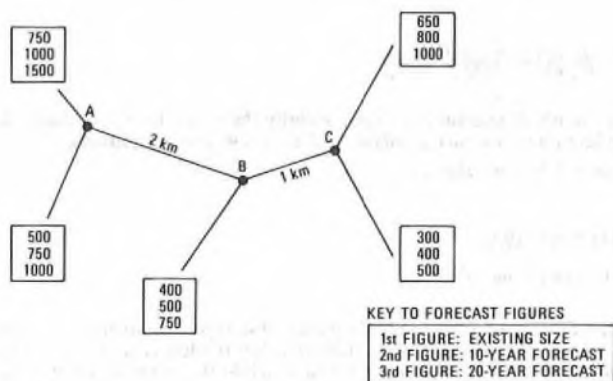 750
1000
1500
650
800
1000
A
2 km
B
1 km
C
500
750
1000
400
500
750
300
400
500
KEY TO FORECAST FIGURES
1st FIGURE: EXISTING SIZE
2nd FIGURE: 10-YEAR FORECAST
3rd FIGURE: 20-YEAR FORECAST